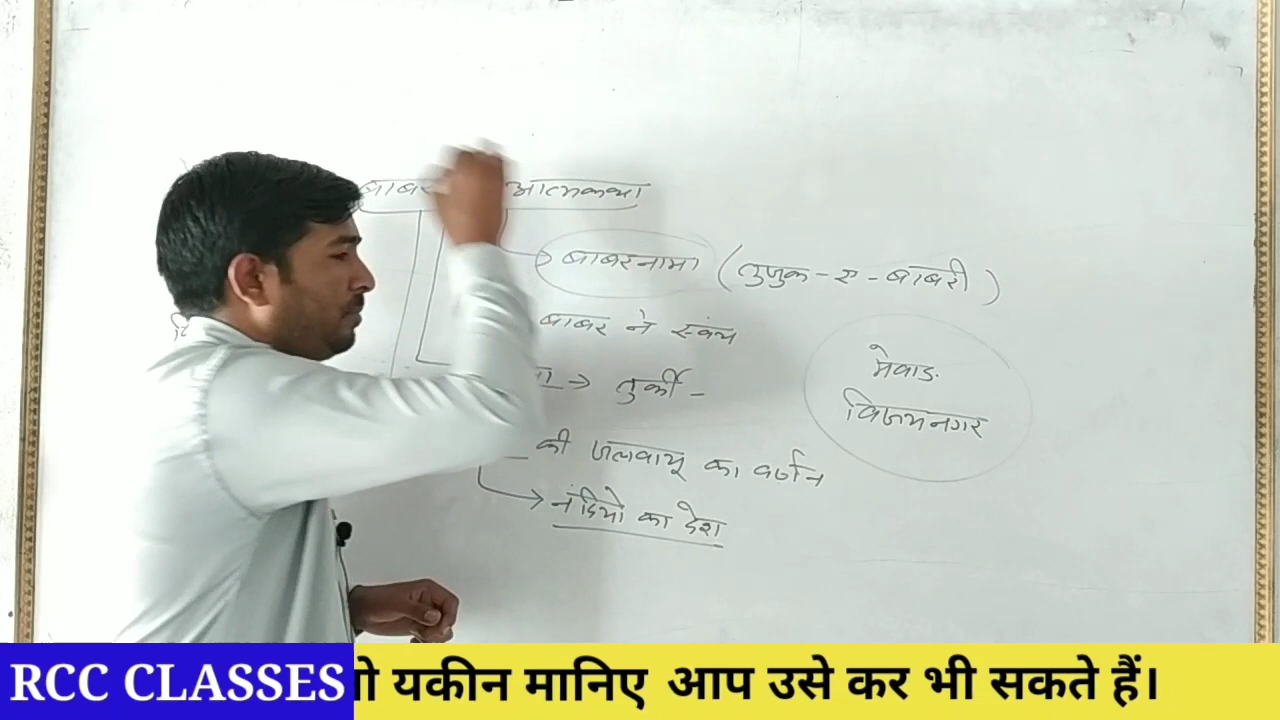 बाबर आत्मकथा
बाबरनामा (तुजुक-ए-बाबरी)
बाबर ने स्वंय
→ तुर्की -
मेवाड़
विजयनगर
की जलवायू का वर्णन
→ नदियो का देश
RCC CLASSES
यकीन मानिए आप उसे कर भी सकते हैं।